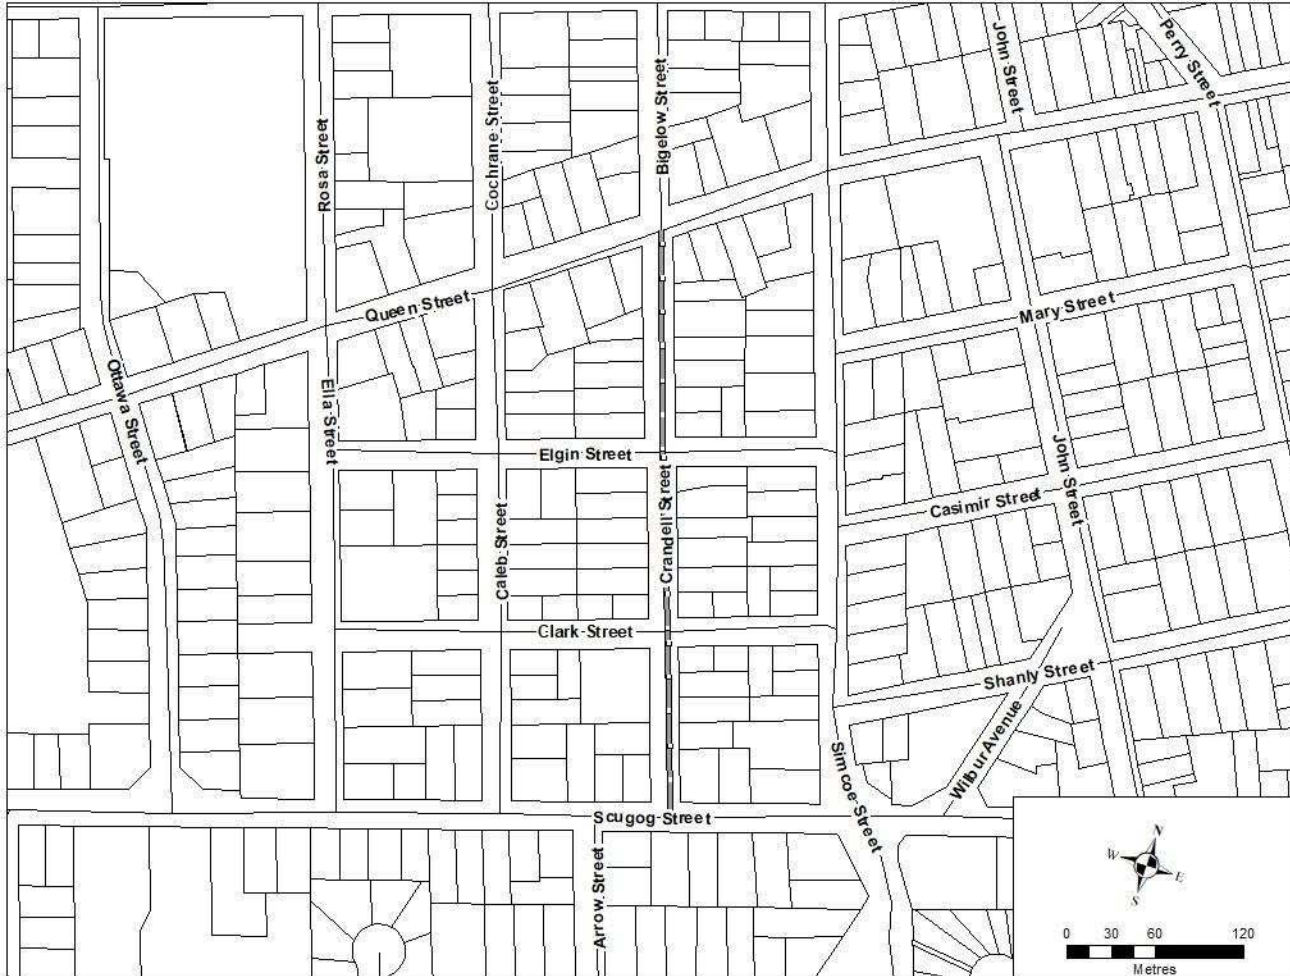 John Street
Perry Street
Bigelow Street
Cochrane Street
Rosa Street
Queen Street
Mary Street
Ottawa Street
Ella Street
Elgin Street
John Street
Casimir Street
Crandell Street
Caleb Street
Clark Street
Shanly Street
Wilbur Avenue
Simcoe Street
Scugog Street
Arrow Street
N
W
E
S
0 30 60 120
Metres